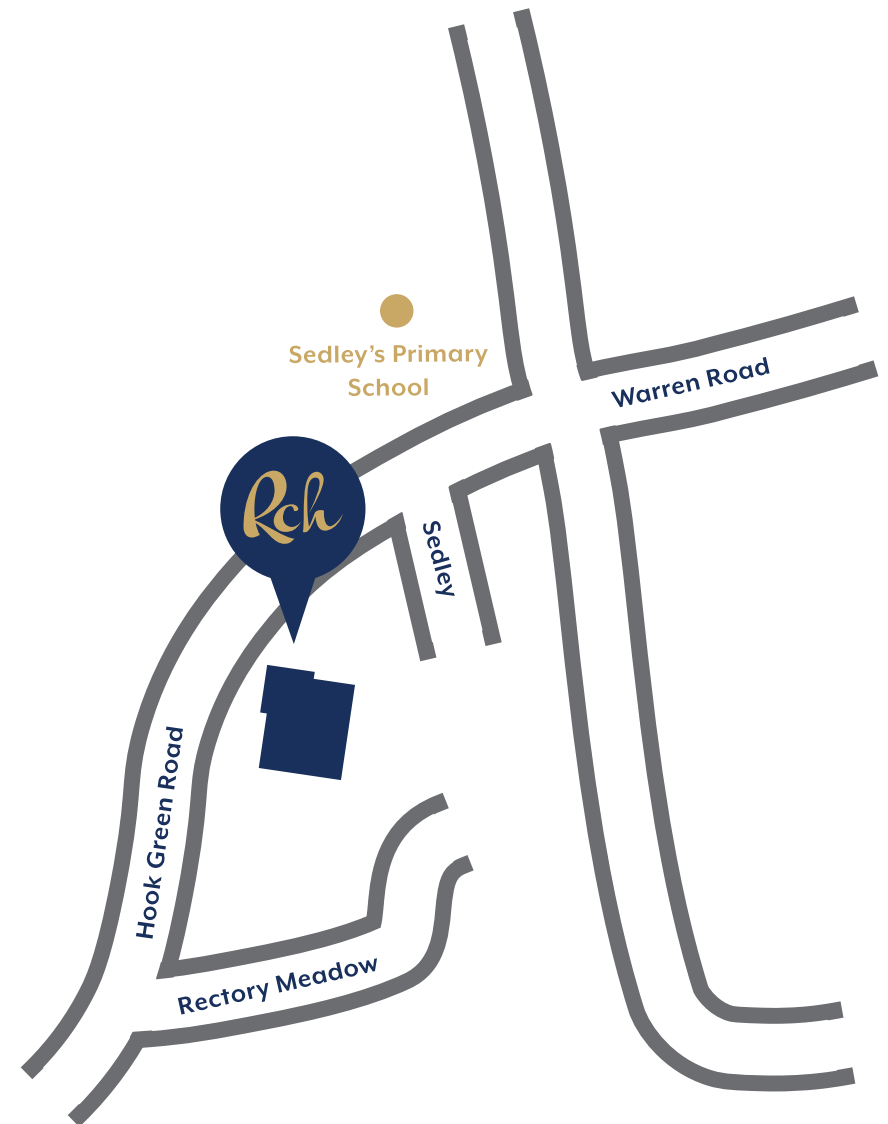 Sedley's Primary
School
Warren Road
Rch
Sedley
Hook Green Road
Rectory Meadow